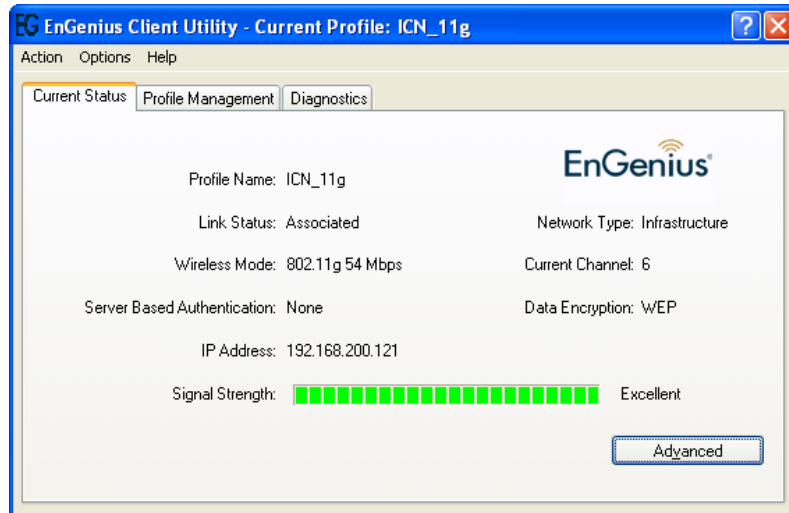 EG EnGenius Client Utility - Current Profile: ICN_11g
Action Options Help
Current Status Profile Management Diagnostics
EnGenius®
Profile Name: ICN_11g
Link Status: Associated Network Type: Infrastructure
Wireless Mode: 802.11g 54 Mbps Current Channel: 6
Server Based Authentication: None Data Encryption: WEP
IP Address: 192.168.200.121
Signal Strength: Excellent
Advanced